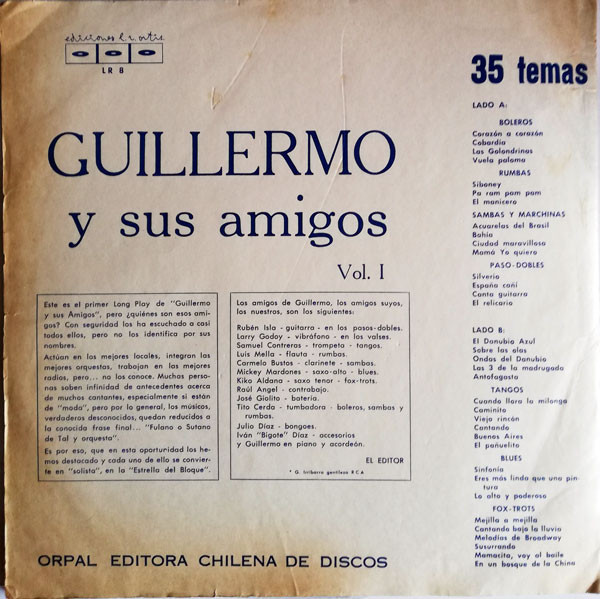 ediciones l.r. ortiz
LR 8
35 temas
GUILLERMO
y sus amigos
Vol. I
Este es el primer Long Play de "Guillermo
y sus Amigos", pero ¿quiénes son esos ami-
gos? Con seguridad los ha escuchado a casi
todos ellos, pero no los identifica por sus
nombres.
Actúan en los mejores locales, integran las
mejores orquestas, trabajan en las mejores
radios, pero... no los conoce. Muchas perso-
nas saben infinidad de antecedentes acerca
de muchos cantantes, especialmente si están
de "moda", pero por lo general, los músicos,
verdaderos desconocidos, quedan reducidos a
la conocida frase final... "Fulano o Sutano
de Tal y orquesta".
Es por eso, que en esta oportunidad los he-
mos destacado y cada uno de ello se convier-
te en "solista", en la "Estrella del Bloque".
Los amigos de Guillermo, los amigos suyos,
los nuestros, son los siguientes:
Rubén Isla - guitarra - en los pasos-dobles.
Larry Godoy - vibráfono - en los valses.
Samuel Contreras - trompeta - tangos.
Luis Mella - flauta - rumbas.
Carmelo Bustos - clarinete - sambas.
Mickey Mardones - saxo-alto - blues.
Kiko Aldana - saxo tenor - fox-trots.
Raúl Angel - contrabajo.
José Giolito - batería.
Tito Cerda - tumbadora - boleros, sambas y
rumbas.
Julio Díaz - bongoes.
Iván "Bigote" Díaz - accesorios
y Guillermo en piano y acordeón.
EL EDITOR
* G. Inibarra gentileza R C A
LADO A:
BOLEROS
Corazón a corazón
Cobardía
Las Golondrinas
Vuela paloma
RUMBAS
Siboney
Pa ram pam pam
El manicero
SAMBAS Y MARCHINAS
Acuarelas del Brasil
Bahía
Ciudad maravillosa
Mamá Yo quiero
PASO-DOBLES
Silverio
España cañí
Canta guitarra
El relicario
LADO B:
El Danubio Azul
Sobre las olas
Ondas del Danubio
Las 3 de la madrugada
Antofagasta
TANGOS
Cuando llora la milonga
Caminito
Viejo rincón
Cantando
Buenos Aires
El pañuelito
BLUES
Sinfonía
Eres más linda que una pin-
tura
Lo alto y poderoso
FOX-TROTS
Mejilla a mejilla
Cantando bajo la lluvia
Melodías de Broadway
Susurrando
Mamacita, voy al baile
En un bosque de la China
ORPAL EDITORA CHILENA DE DISCOS